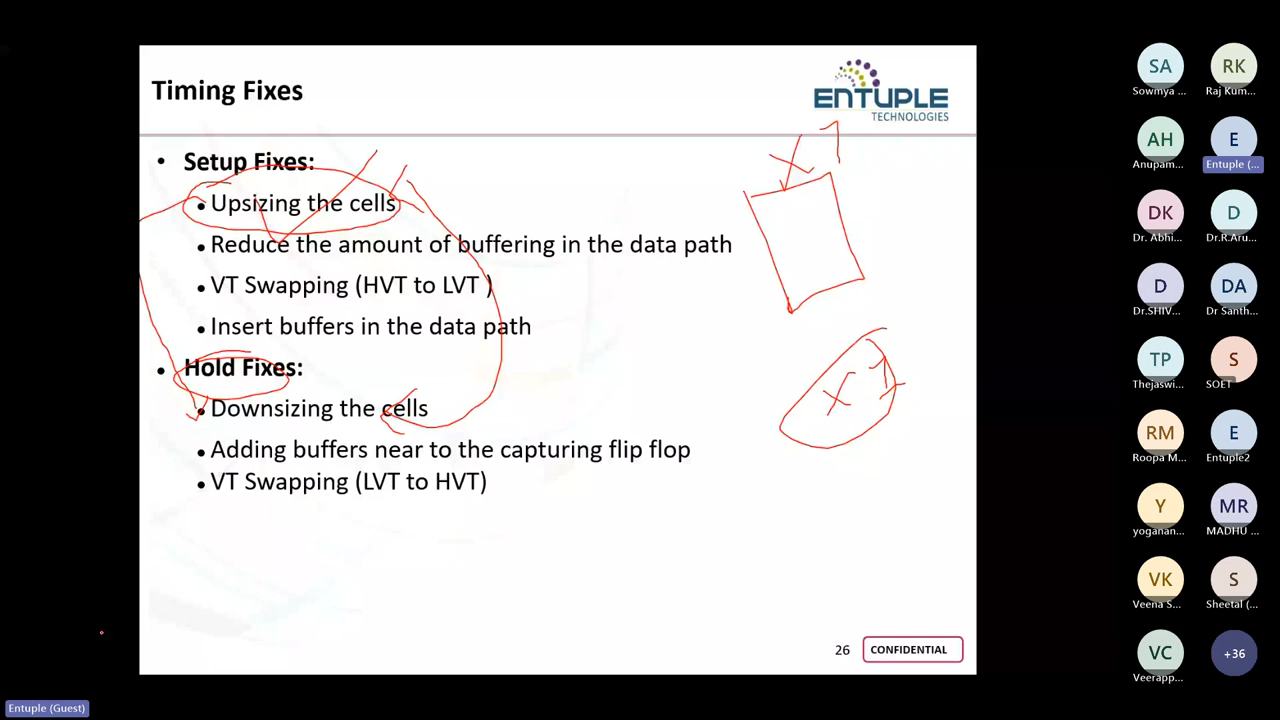 Timing Fixes
ENTUPLE
TECHNOLOGIES
• Setup Fixes:
• Upsizing the cells
• Reduce the amount of buffering in the data path
• VT Swapping (HVT to LVT )
• Insert buffers in the data path
• Hold Fixes:
• Downsizing the cells
• Adding buffers near to the capturing flip flop
• VT Swapping (LVT to HVT)
X 1
X 1
26 CONFIDENTIAL
SA RK
Sowmya ... Raj Kum...
AH E
Anupam... Entuple (...
DK D
Dr. Abhi... Dr.R.Aru...
D DA
Dr.SHIV... Dr Santh...
TP S
Thejaswi... SOET
RM E
Roopa M... Entuple2
Y MR
yoganan... MADHU ...
VK S
Veena S... Sheetal (...
VC +36
Veerapp...
Entuple (Guest)